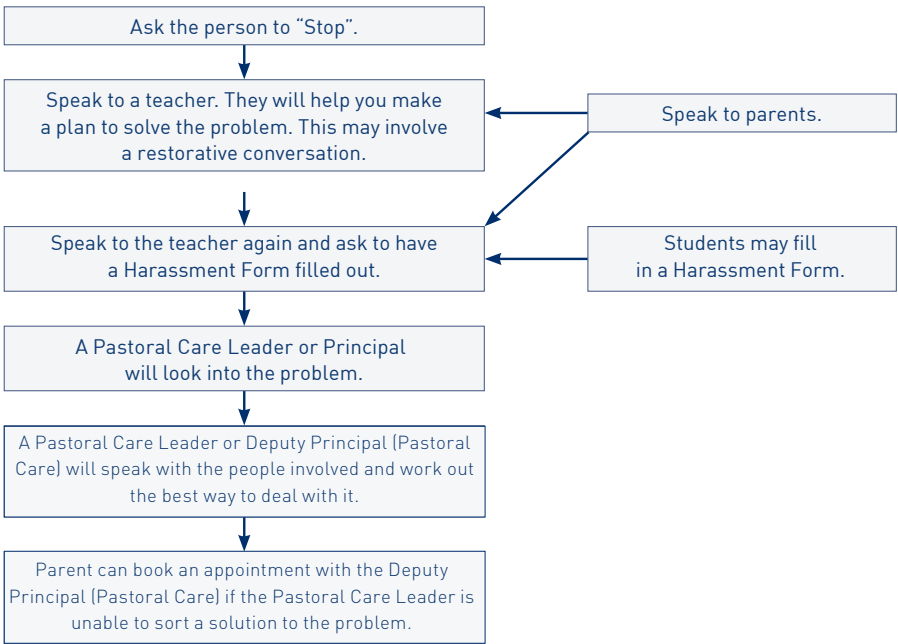 Ask the person to “Stop”.
Speak to a teacher. They will help you make
a plan to solve the problem. This may involve
a restorative conversation.
Speak to parents.
Speak to the teacher again and ask to have
a Harassment Form filled out.
Students may fill
in a Harassment Form.
A Pastoral Care Leader or Principal
will look into the problem.
A Pastoral Care Leader or Deputy Principal (Pastoral
Care) will speak with the people involved and work out
the best way to deal with it.
Parent can book an appointment with the Deputy
Principal (Pastoral Care) if the Pastoral Care Leader is
unable to sort a solution to the problem.